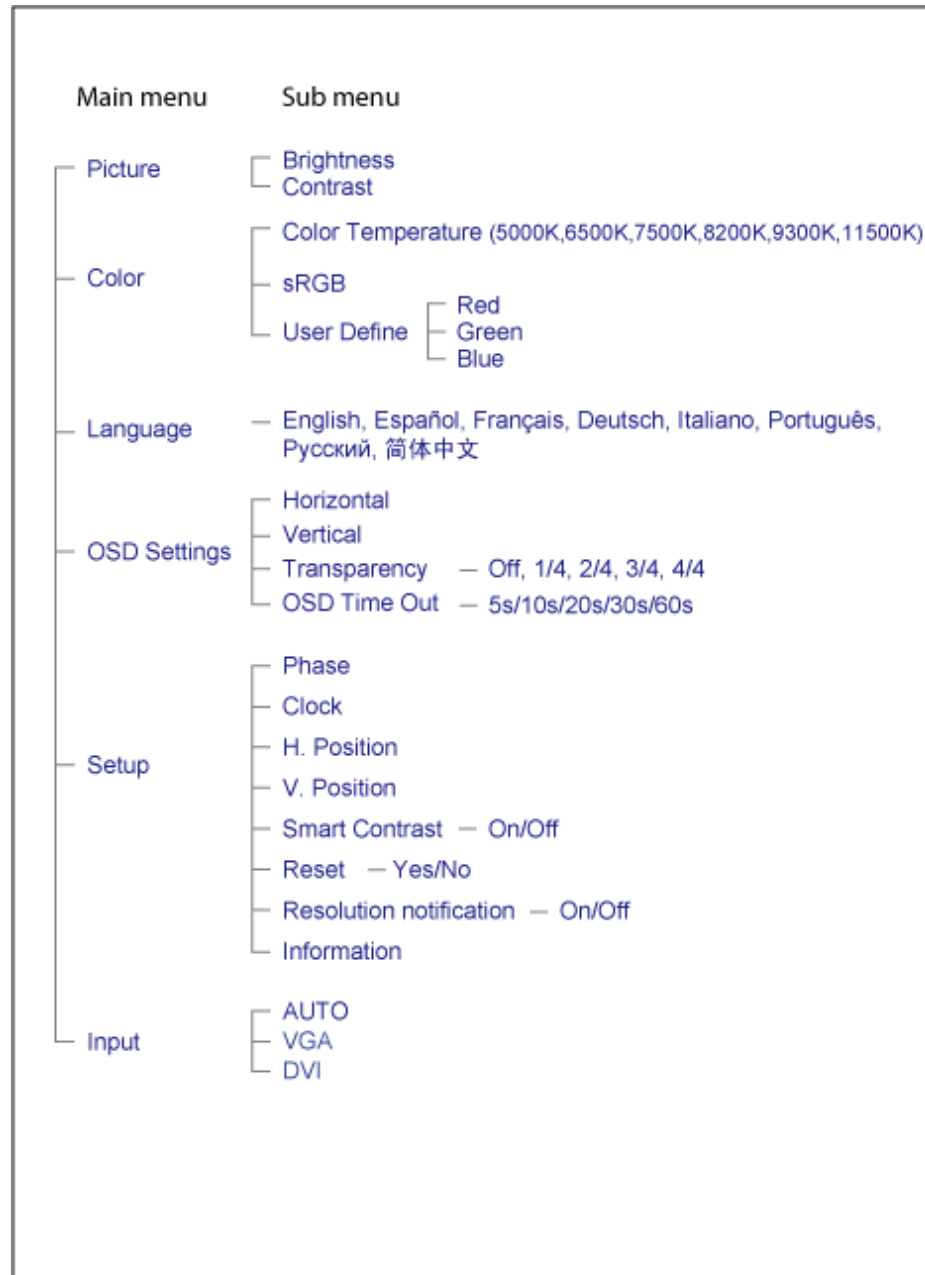 Main menu Sub menu
Picture Brightness
Contrast
Color Temperature (5000K,6500K,7500K,8200K,9300K,11500K)
Color sRGB
Red
User Define Green
Blue
Language English, Español, Français, Deutsch, Italiano, Português,
Русский, 简体中文
Horizontal
Vertical
OSD Settings
Transparency Off, 1/4, 2/4, 3/4, 4/4
OSD Time Out 5s/10s/20s/30s/60s
Phase
Clock
H. Position
Setup
V. Position
Smart Contrast On/Off
Reset Yes/No
Resolution notification On/Off
Information
AUTO
Input VGA
DVI